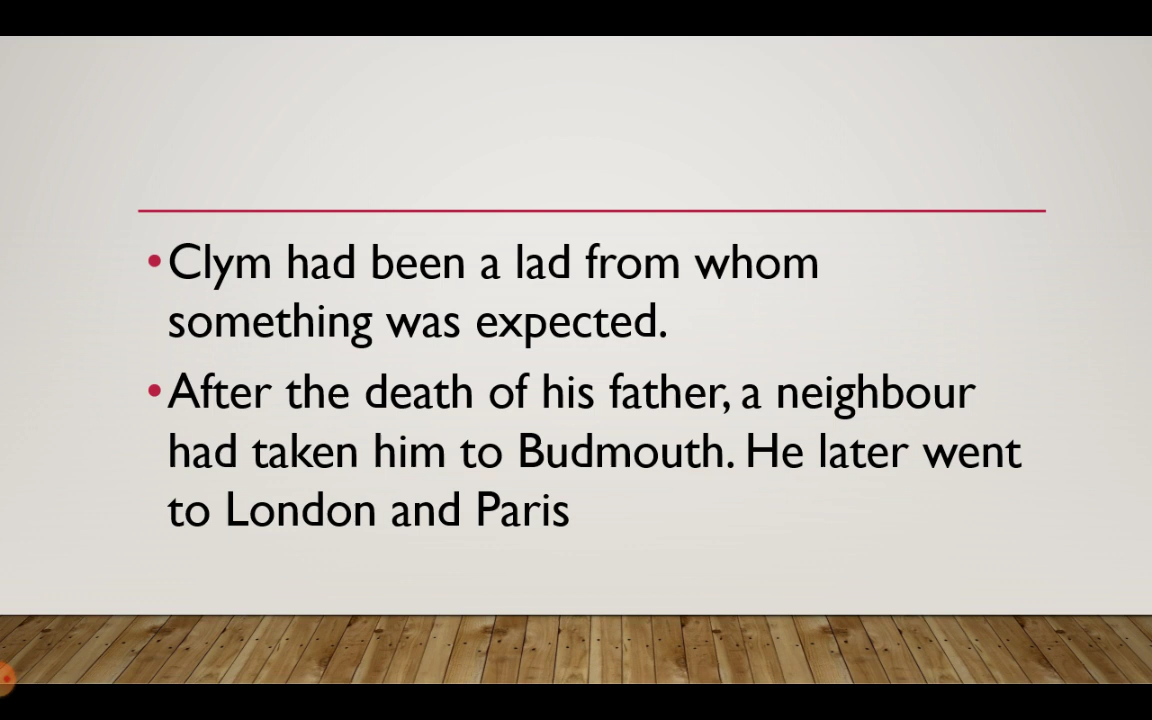 •Clym had been a lad from whom
something was expected.
•After the death of his father, a neighbour
had taken him to Budmouth. He later went
to London and Paris